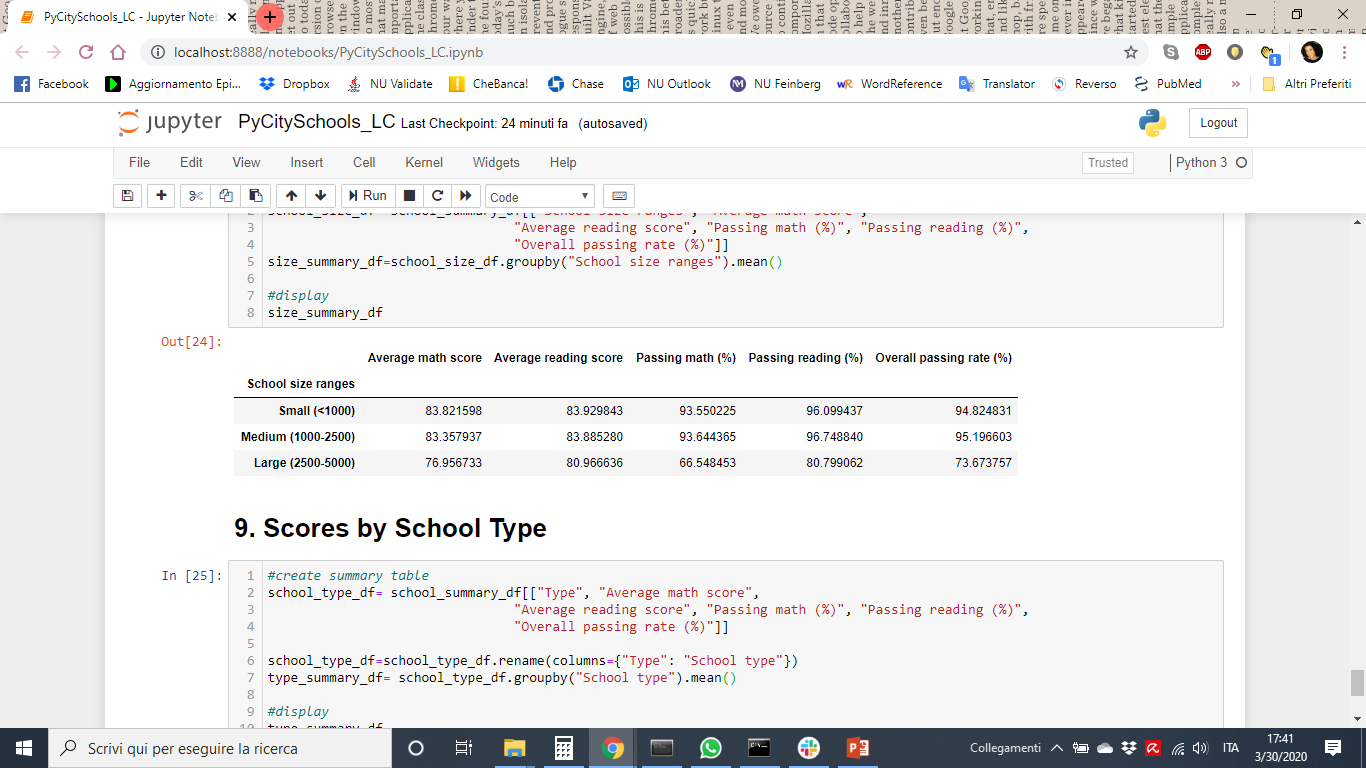 PyCitySchools_LC - Jupyter Note
localhost:8888/notebooks/PyCitySchools_LC.ipynb
ABP
1
Facebook
Aggiornamento Epi...
Dropbox
NU Validate
CheBanca!
Chase
NU Outlook
NU Feinberg
WordReference
Translator
Reverso
PubMed
»
Altri Preferiti
jupyter PyCitySchools_LC Last Checkpoint: 24 minuti fa (autosaved)
Logout
File Edit View Insert Cell Kernel Widgets Help
Trusted
Python 3
Run
Code
3 "Average reading score", "Passing math (%)", "Passing reading (%)",
4 "Overall passing rate (%)"]]
5 size_summary_df=school_size_df.groupby("School size ranges").mean()
6
7 #display
8 size_summary_df
Out[24]:
Average math score Average reading score Passing math (%) Passing reading (%) Overall passing rate (%)
School size ranges
Small (<1000) 83.821598 83.929843 93.550225 96.099437 94.824831
Medium (1000-2500) 83.357937 83.885280 93.644365 96.748840 95.196603
Large (2500-5000) 76.956733 80.966636 66.548453 80.799062 73.673757
9. Scores by School Type
In [25]:
1 #create summary table
2 school_type_df= school_summary_df[["Type", "Average math score",
3 "Average reading score", "Passing math (%)", "Passing reading (%)",
4 "Overall passing rate (%)"]]
5
6 school_type_df=school_type_df.rename(columns={"Type": "School type"})
7 type_summary_df= school_type_df.groupby("School type").mean()
8
9 #display
Scrivi qui per eseguire la ricerca
Collegamenti
ITA
17:41
3/30/2020